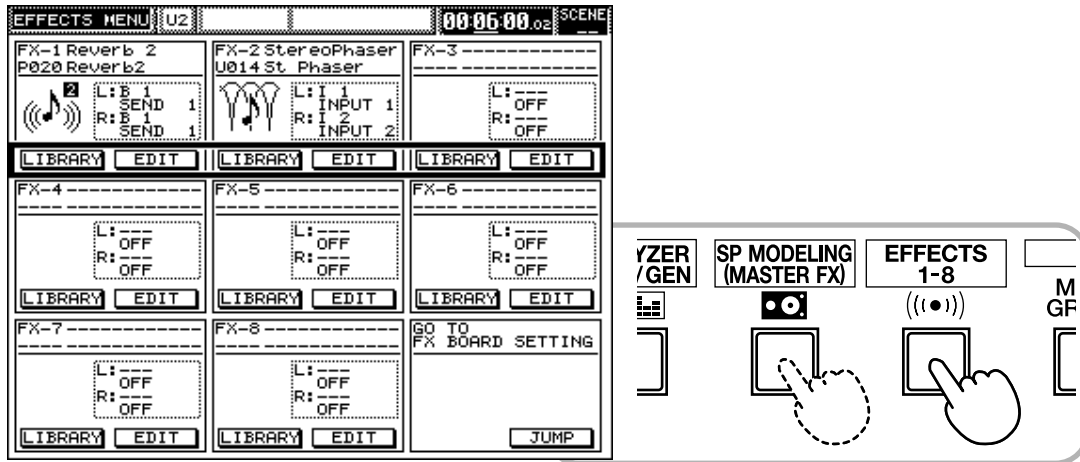 EFFECTS MENU U2 00:06:00.02 SCENE
--
FX-1 Reverb 2
P020 Reverb2
2
L: B 1
SEND 1
R: B 1
SEND 1
LIBRARY EDIT
FX-2 StereoPhaser
U014 St Phaser
L: I 1
INPUT 1
R: I 2
INPUT 2
LIBRARY EDIT
FX-3 ------------
---- ------------
L: ---
OFF
R: ---
OFF
LIBRARY EDIT
FX-4 ------------
---- ------------
L: ---
OFF
R: ---
OFF
LIBRARY EDIT
FX-5 ------------
---- ------------
L: ---
OFF
R: ---
OFF
LIBRARY EDIT
FX-6 ------------
---- ------------
L: ---
OFF
R: ---
OFF
LIBRARY EDIT
FX-7 ------------
---- ------------
L: ---
OFF
R: ---
OFF
LIBRARY EDIT
FX-8 ------------
---- ------------
L: ---
OFF
R: ---
OFF
LIBRARY EDIT
GO TO
FX BOARD SETTING
JUMP
YZER
/GEN
SP MODELING
(MASTER FX)
EFFECTS
1-8
M
GR